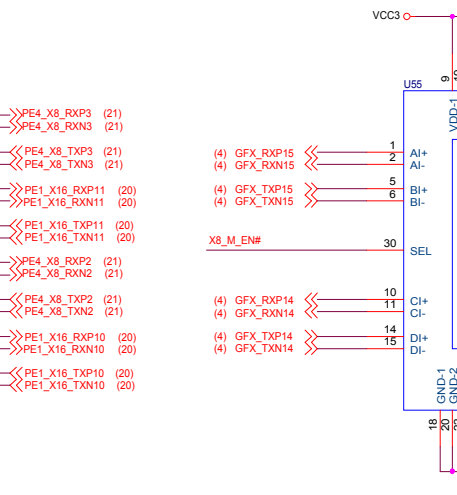 VCC3
U55
9
VDD-1
PE4_X8_RXP3 (21)
PE4_X8_RXN3 (21)
PE4_X8_TXP3 (21)
PE4_X8_TXN3 (21)
PE1_X16_RXP11 (20)
PE1_X16_RXN11 (20)
PE1_X16_TXP11 (20)
PE1_X16_TXN11 (20)
PE4_X8_RXP2 (21)
PE4_X8_RXN2 (21)
PE4_X8_TXP2 (21)
PE4_X8_TXN2 (21)
PE1_X16_RXP10 (20)
PE1_X16_RXN10 (20)
PE1_X16_TXP10 (20)
PE1_X16_TXN10 (20)
(4) GFX_RXP15 1 AI+
(4) GFX_RXN15 2 AI-
(4) GFX_TXP15 5 BI+
(4) GFX_TXN15 6 BI-
X8_M_EN# 30 SEL
(4) GFX_RXP14 10 CI+
(4) GFX_RXN14 11 CI-
(4) GFX_TXP14 14 DI+
(4) GFX_TXN14 15 DI-
GND-1
GND-2
18
20